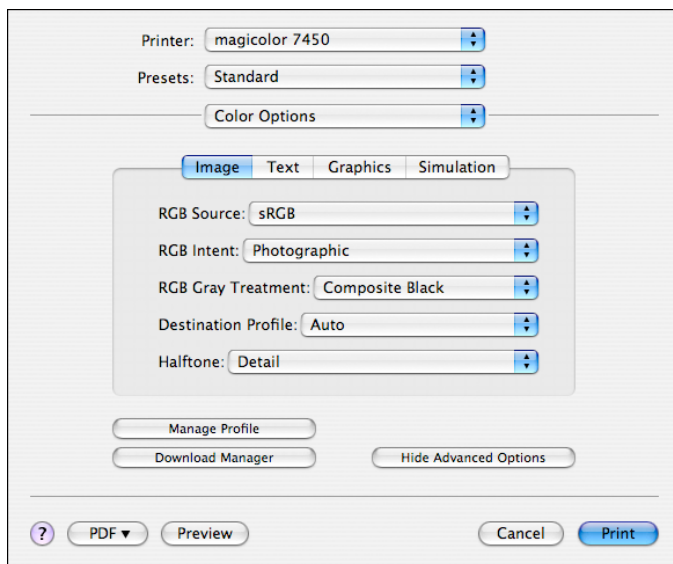 Printer: magicolor 7450
Presets: Standard
Color Options
Image Text Graphics Simulation
RGB Source: sRGB
RGB Intent: Photographic
RGB Gray Treatment: Composite Black
Destination Profile: Auto
Halftone: Detail
Manage Profile
Download Manager Hide Advanced Options
? PDF ▼ Preview Cancel Print